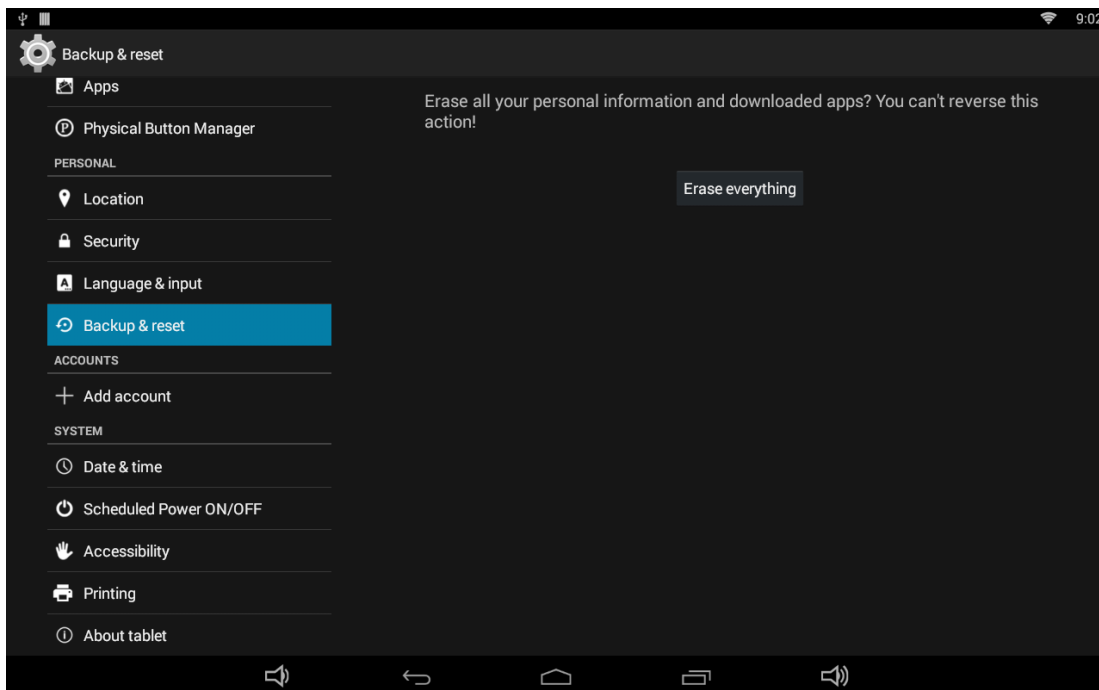 9:02
Backup & reset
Apps
Physical Button Manager
PERSONAL
Location
Security
Language & input
Backup & reset
ACCOUNTS
Add account
SYSTEM
Date & time
Scheduled Power ON/OFF
Accessibility
Printing
About tablet
Erase all your personal information and downloaded apps? You can't reverse this
action!
Erase everything